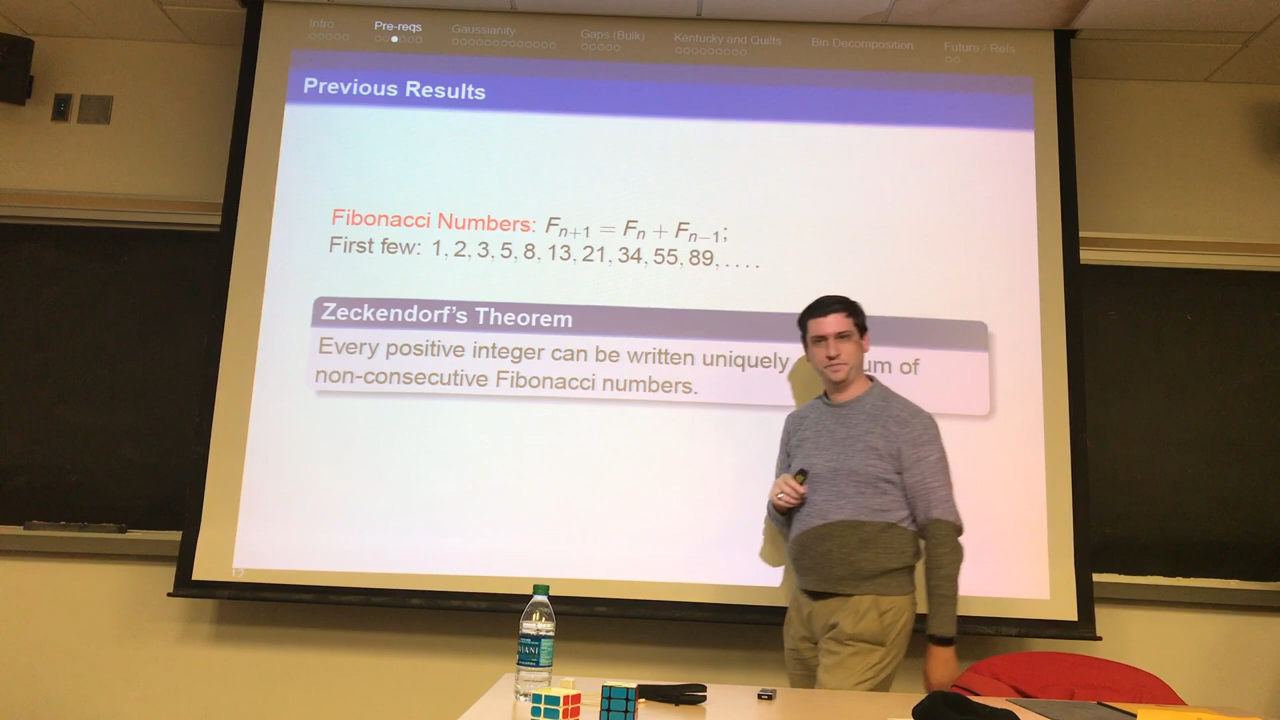 Intro Pre-reqs Gaussianity Gaps (Bulk) Kentucky and Quilts Bin Decomposition Future / Refs
Previous Results
Fibonacci Numbers: Fₙ₊₁ = Fₙ + Fₙ₋₁;
First few: 1, 2, 3, 5, 8, 13, 21, 34, 55, 89, ....
Zeckendorf's Theorem
Every positive integer can be written uniquely of
non-consecutive Fibonacci numbers.